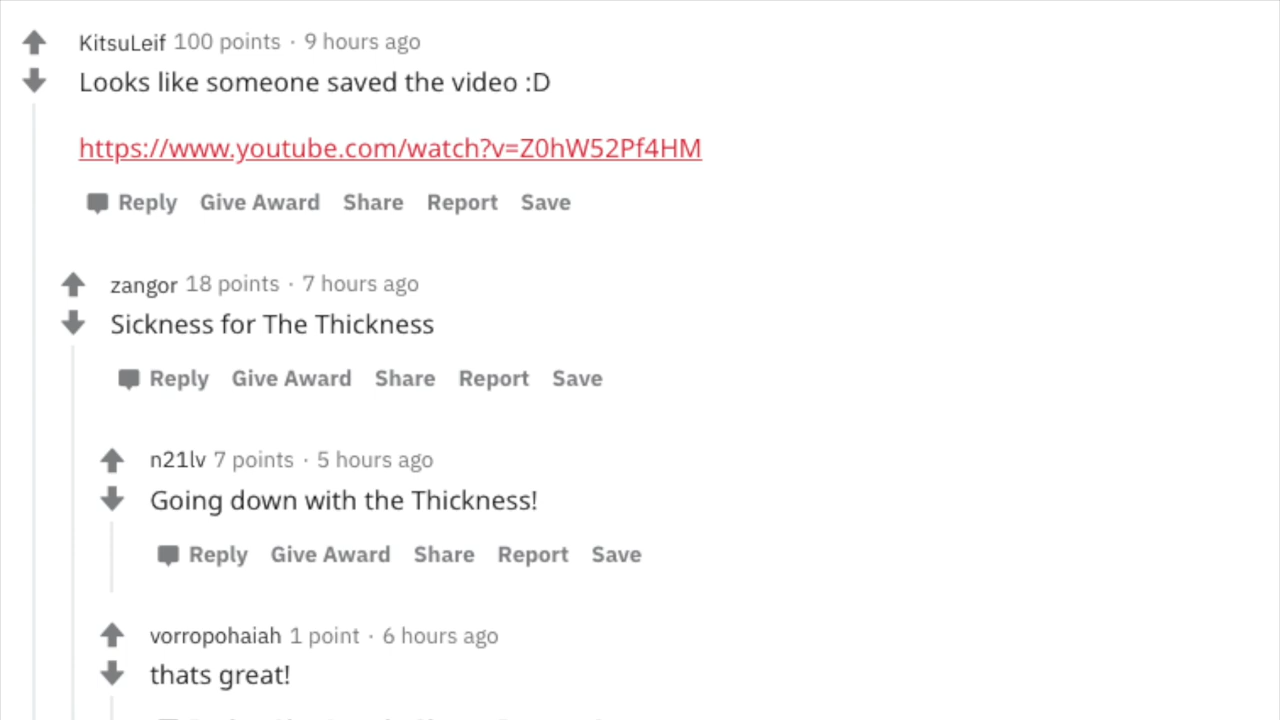 KitsuLeif 100 points · 9 hours ago
Looks like someone saved the video :D
https://www.youtube.com/watch?v=Z0hW52Pf4HM
Reply Give Award Share Report Save
zangor 18 points · 7 hours ago
Sickness for The Thickness
Reply Give Award Share Report Save
n21lv 7 points · 5 hours ago
Going down with the Thickness!
Reply Give Award Share Report Save
vorropohaiah 1 point · 6 hours ago
thats great!